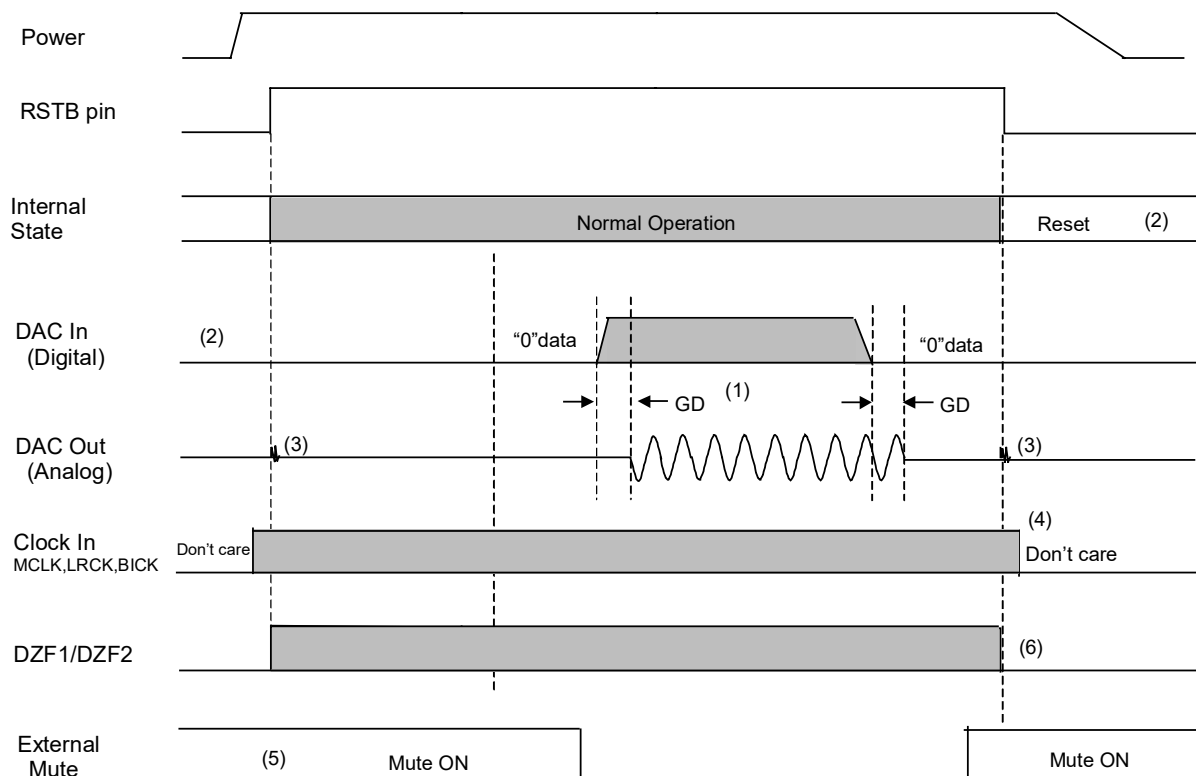 Power
RSTB pin
Internal
State
Normal Operation
Reset
(2)
DAC In
(Digital)
(2)
“0”data
“0”data
(1)
GD
GD
DAC Out
(Analog)
(3)
(3)
Clock In
MCLK,LRCK,BICK
Don’t care
(4)
Don’t care
DZF1/DZF2
(6)
External
Mute
(5)
Mute ON
Mute ON